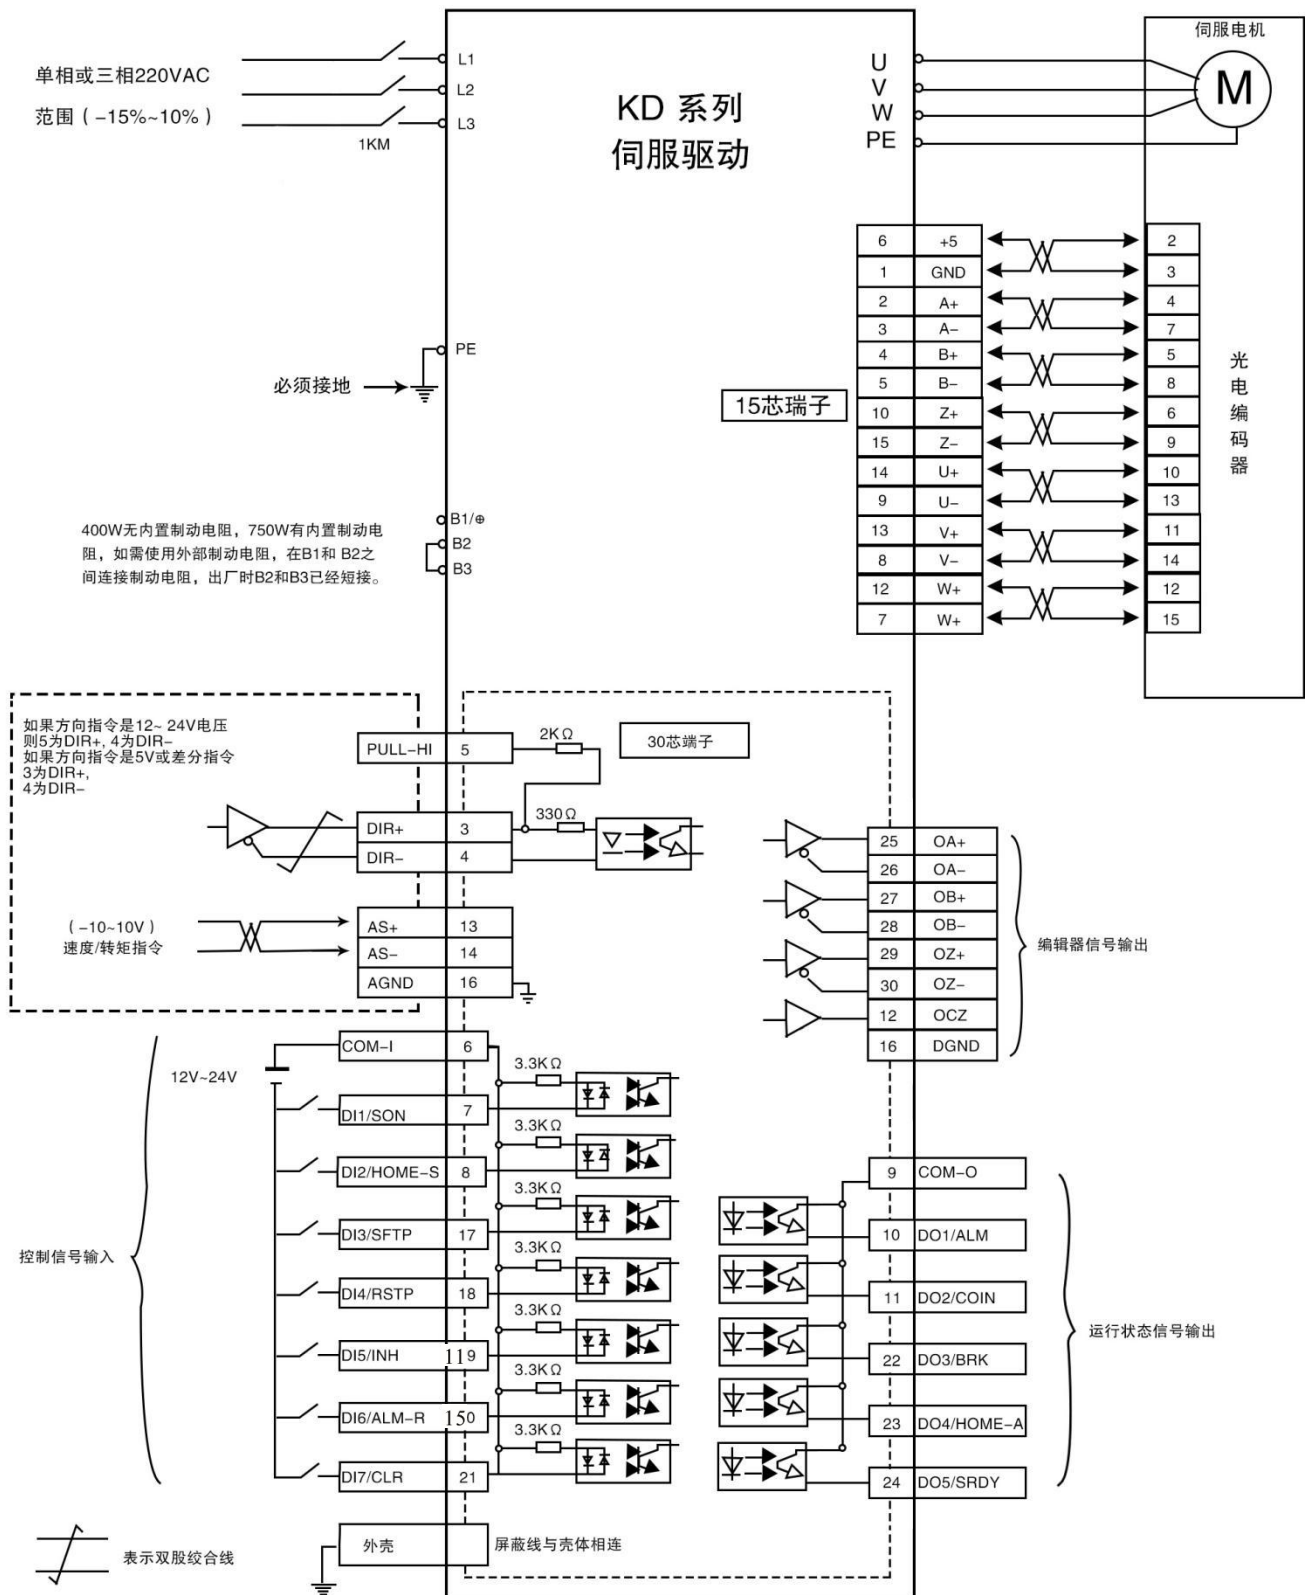 伺服电机
M
单相或三相220VAC
范围（-15%~10%）
L1
L2
L3
1KM
KD 系列
伺服驱动
U
V
W
PE
6 +5 2
1 GND 3
2 A+ 4
3 A- 7
4 B+ 5
5 B- 8
10 Z+ 6
15 Z- 9
14 U+ 10
9 U- 13
13 V+ 11
8 V- 14
12 W+ 12
7 W+ 15
光电编码器
15芯瑞子
PE
必须接地
B1/⊕
B2
B3
400W无内置制动电阻，750W有内置制动电
阻，如需使用外部制动电阻，在B1和 B2之
间连接制动电阻，出厂时B2和B3已经短接。
如果方向指令是12~ 24V电压
则5为DIR+, 4为DIR-
如果方向指令是5V或差分指令
3为DIR+,
4为DIR-
PULL-HI 5
2KΩ
30芯端子
DIR+ 3
330Ω
DIR- 4
（-10~10V）
速度/转矩指令
AS+ 13
AS- 14
AGND 16
25 OA+
26 OA-
27 OB+
28 OB-
29 OZ+
30 OZ-
12 OCZ
16 DGND
编辑器信号输出
COM-I 6
12V~24V
3.3KΩ
DI1/SON 7
3.3KΩ
DI2/HOME-S 8
3.3KΩ
DI3/SFTP 17
3.3KΩ
DI4/RSTP 18
3.3KΩ
DI5/INH 119
3.3KΩ
DI6/ALM-R 150
3.3KΩ
DI7/CLR 21
控制信号输入
9 COM-O
10 DO1/ALM
11 DO2/COIN
22 DO3/BRK
23 DO4/HOME-A
24 DO5/SRDY
运行状态信号输出
外壳
屏蔽线与壳体相连
表示双股绞合线